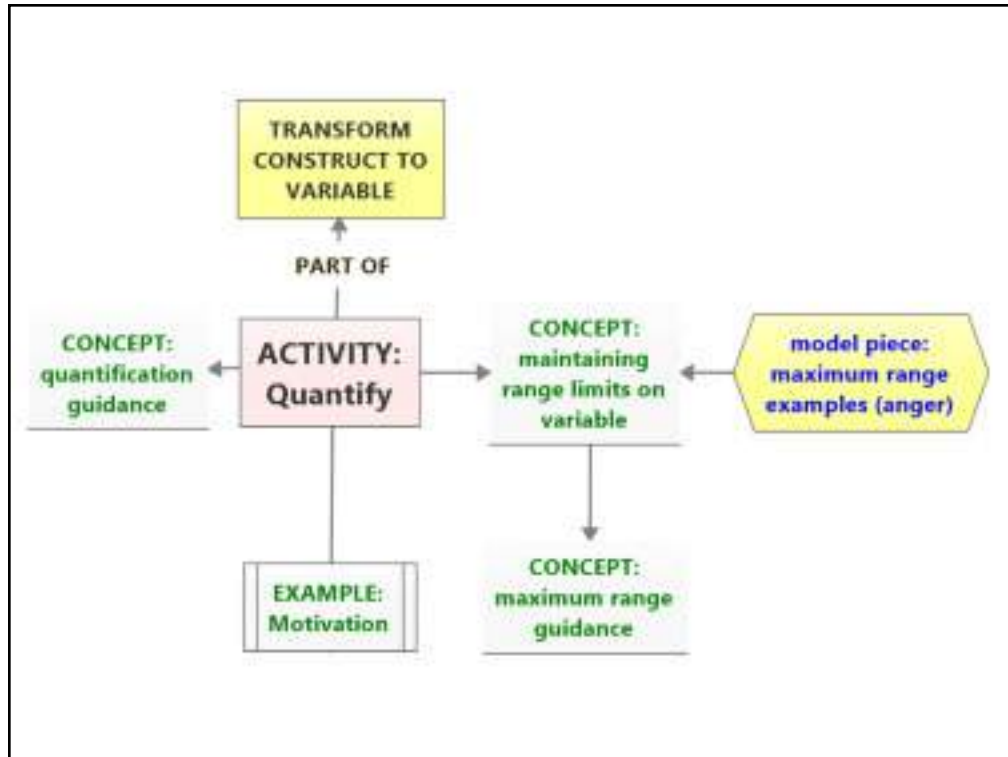 TRANSFORM
CONSTRUCT TO
VARIABLE
PART OF
CONCEPT:
quantification
guidance
ACTIVITY:
Quantify
CONCEPT:
maintaining
range limits on
variable
model piece:
maximum range
examples (anger)
EXAMPLE:
Motivation
CONCEPT:
maximum range
guidance